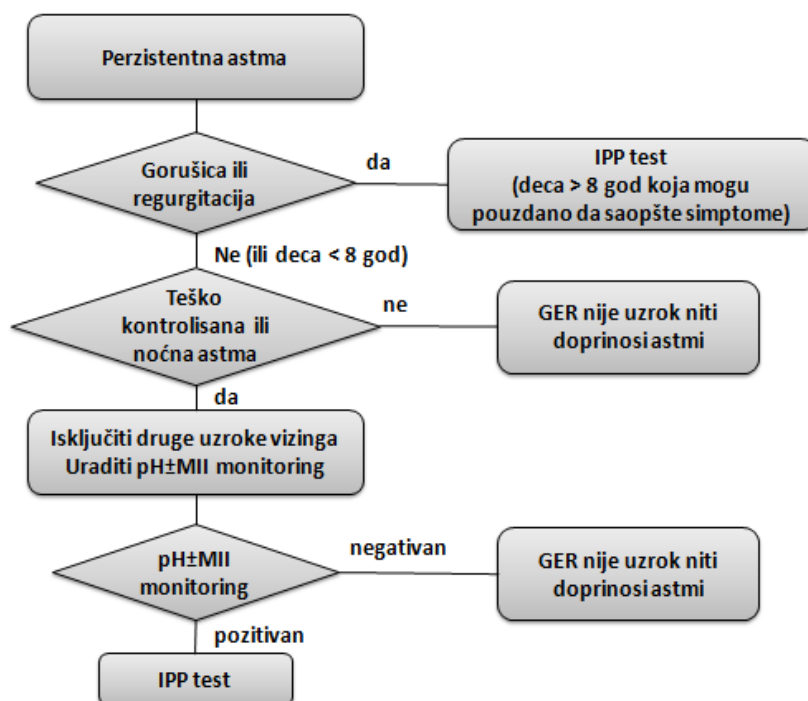 Perzistentna astma
Gorušica ili
regurgitacija
da
IPP test
(deca > 8 god koja mogu
pouzdano da saopšte simptome)
Ne (ili deca < 8 god)
Teško
kontrolisana ili
noćna astma
ne
GER nije uzrok niti
doprinosi astmi
da
Isključiti druge uzroke vizinga
Uraditi pH±MII monitoring
pH±MII
monitoring
negativan
GER nije uzrok niti
doprinosi astmi
pozitivan
IPP test